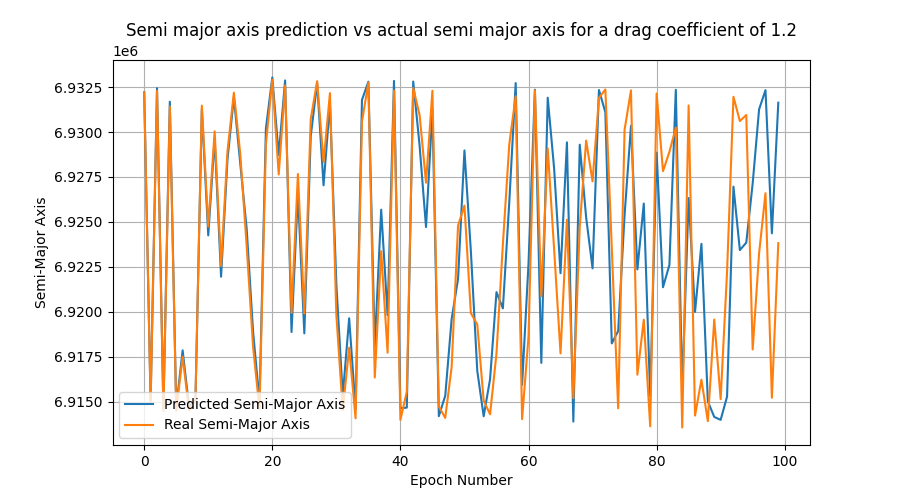 Semi major axis prediction vs actual semi major axis for a drag coefficient of 1.2
1e6
6.9325
6.9300
6.9275
6.9250
6.9225
6.9200
6.9175
6.9150
Semi-Major Axis
Predicted Semi-Major Axis
Real Semi-Major Axis
0 20 40 60 80 100
Epoch Number